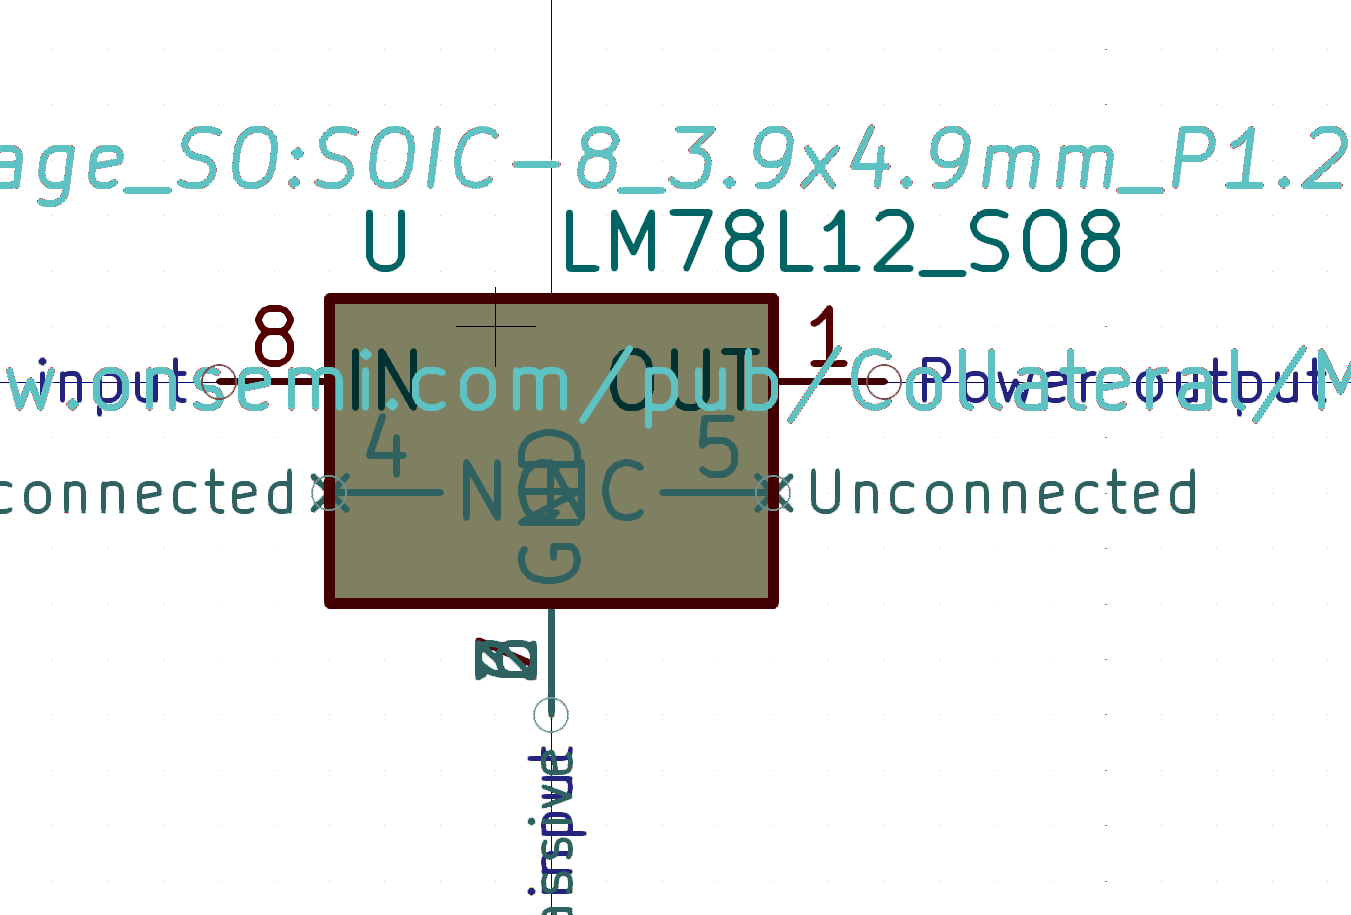 age_SO:SOIC-8_3.9x4.9mm_P1.2
U LM78L12_SO8
8 1
input IN OUT Power output
w.onsemi.com/pub/Collateral/M
4 5
connected NC NC Unconnected
GND
input